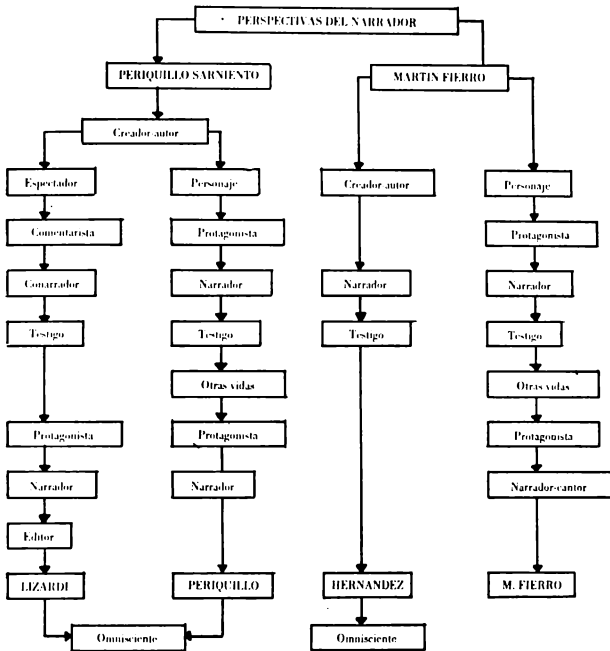 PERSPECTIVAS DEL NARRADOR
PERIQUILLO SARNIENTO
MARTIN FIERRO
Creador-autor
Espectador
Personaje
Creador autor
Personaje
Comentarista
Protagonista
Protagonista
Conarrador
Narrador
Narrador
Narrador
Testigo
Testigo
Testigo
Testigo
Otras vidas
Otras vidas
Protagonista
Protagonista
Protagonista
Narrador
Narrador
Narrador-cantor
Editor
LIZARDI
PERIQUILLO
HERNANDEZ
M. FIERRO
Omnisciente
Omnisciente